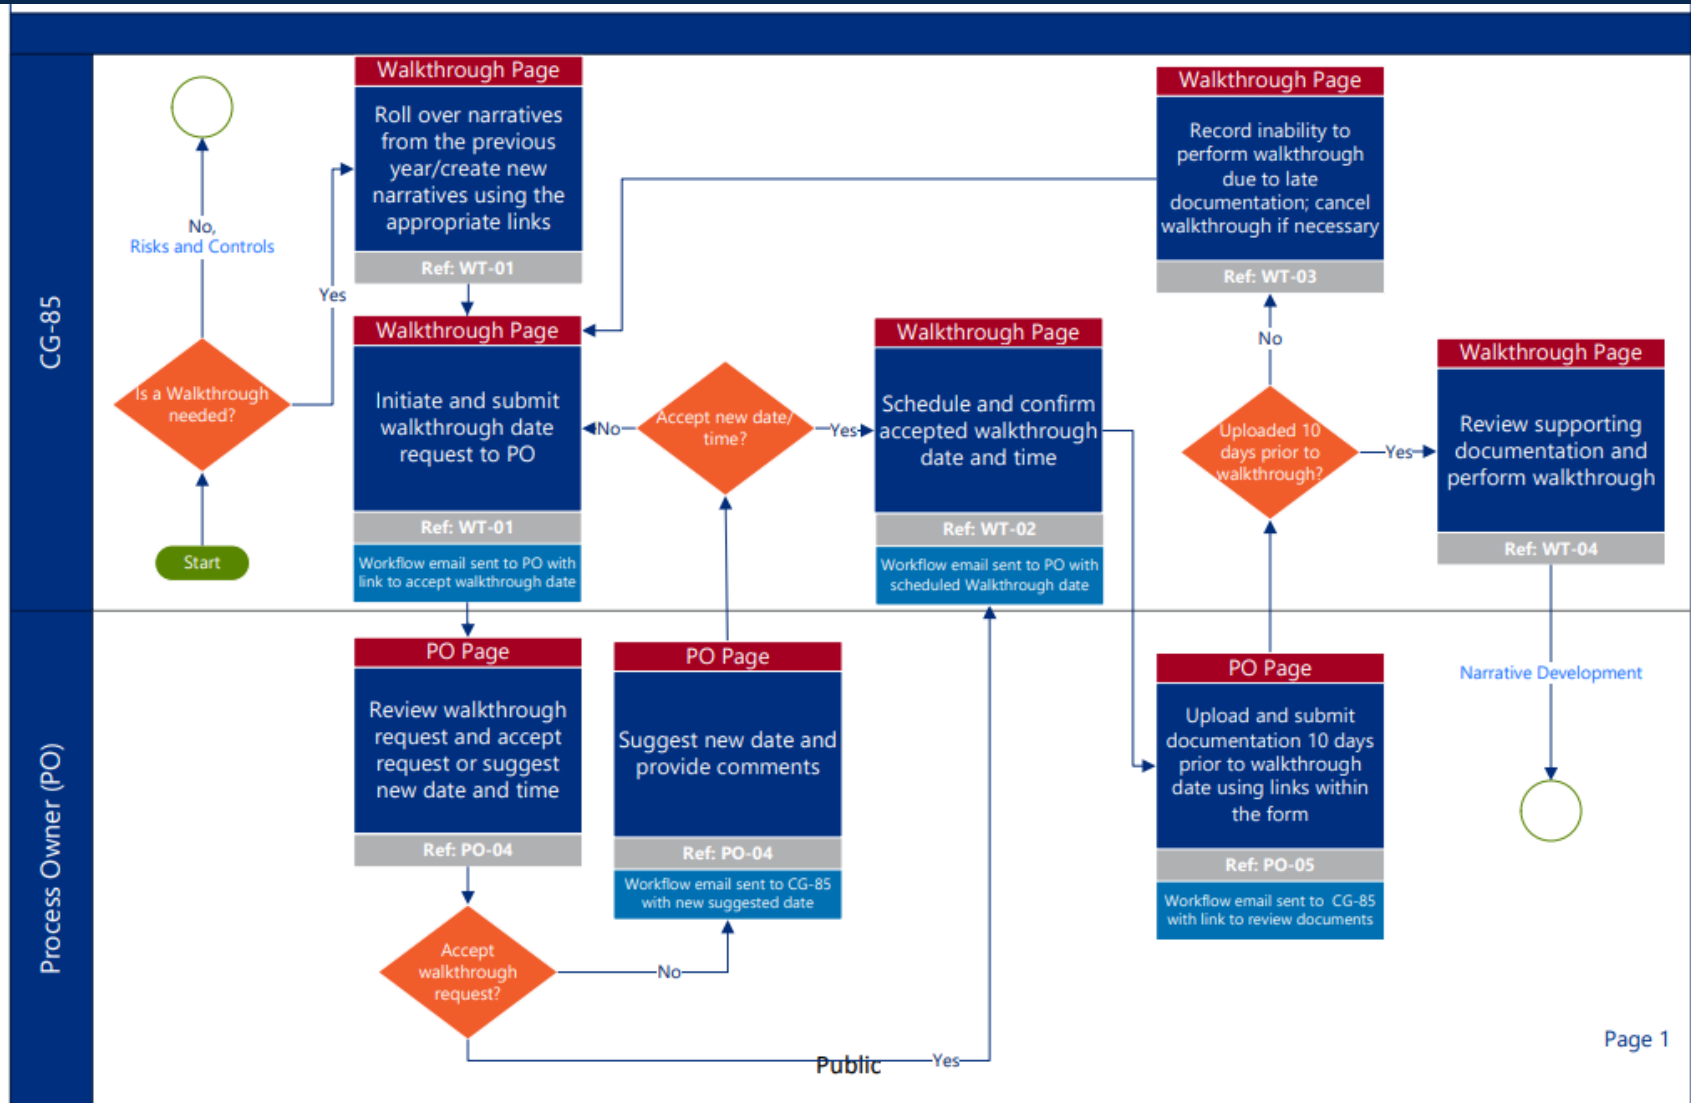 CG-85
Process Owner (PO)
Start
Is a Walkthrough
needed?
No,
Risks and Controls
Yes
Walkthrough Page
Roll over narratives
from the previous
year/create new
narratives using the
appropriate links
Ref: WT-01
Walkthrough Page
Initiate and submit
walkthrough date
request to PO
Ref: WT-01
Workflow email sent to PO with
link to accept walkthrough date
No
Accept new date/
time?
Yes
Walkthrough Page
Schedule and confirm
accepted walkthrough
date and time
Ref: WT-02
Workflow email sent to PO with
scheduled Walkthrough date
Walkthrough Page
Record inability to
perform walkthrough
due to late
documentation; cancel
walkthrough if necessary
Ref: WT-03
No
Uploaded 10
days prior to
walkthrough?
Yes
Walkthrough Page
Review supporting
documentation and
perform walkthrough
Ref: WT-04
Narrative Development
PO Page
Review walkthrough
request and accept
request or suggest
new date and time
Ref: PO-04
Accept
walkthrough
request?
No
Yes
PO Page
Suggest new date and
provide comments
Ref: PO-04
Workflow email sent to CG-85
with new suggested date
PO Page
Upload and submit
documentation 10 days
prior to walkthrough
date using links within
the form
Ref: PO-05
Workflow email sent to CG-85
with link to review documents
Public
Page 1